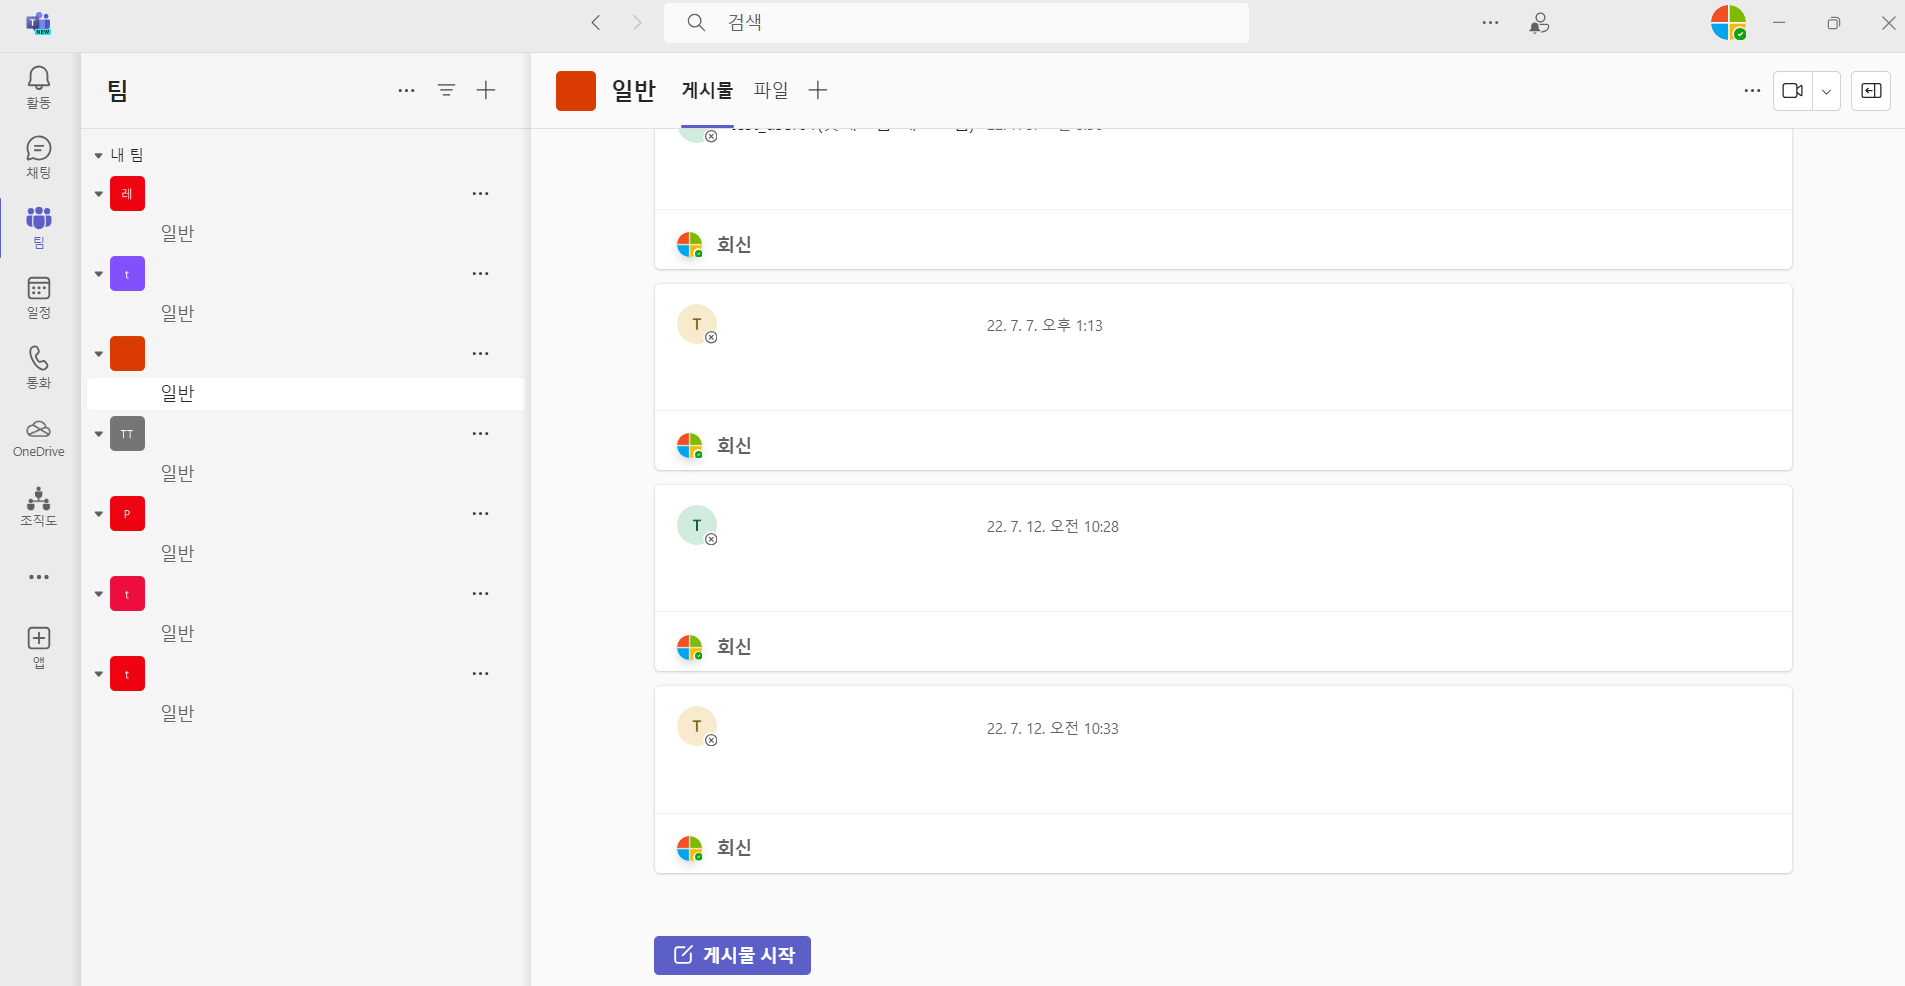 NEW
검색
활동
채팅
팀
일정
통화
OneDrive
조직도
앱
팀
내 팀
레
일반
t
일반
일반
TT
일반
P
일반
t
일반
t
일반
일반 게시물 파일
회신
T 22. 7. 7. 오후 1:13
회신
T 22. 7. 12. 오전 10:28
회신
T 22. 7. 12. 오전 10:33
회신
게시물 시작